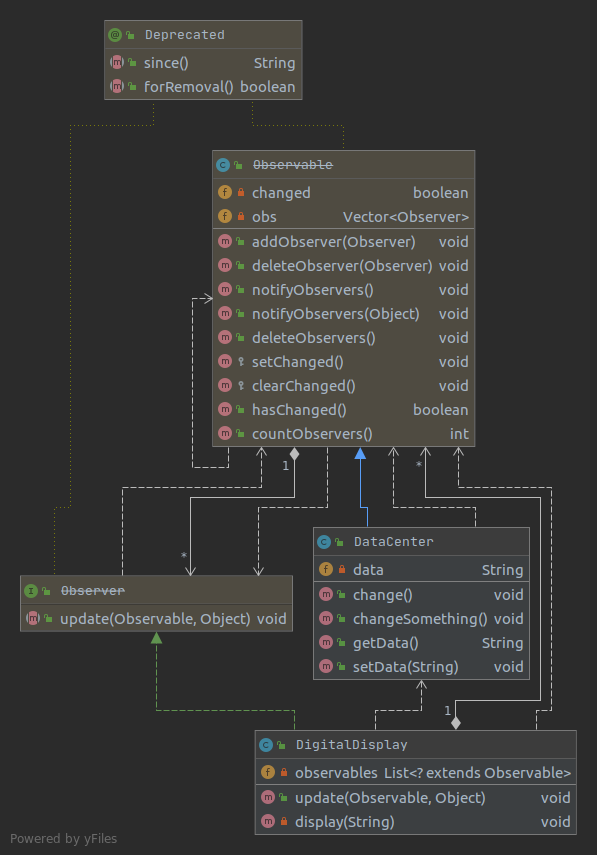 Deprecated
since() String
forRemoval() boolean
Observable
changed boolean
obs Vector<Observer>
addObserver(Observer) void
deleteObserver(Observer) void
notifyObservers() void
notifyObservers(Object) void
deleteObservers() void
setChanged() void
clearChanged() void
hasChanged() boolean
countObservers() int
1
*
*
DataCenter
data String
change() void
changeSomething() void
getData() String
setData(String) void
Observer
update(Observable, Object) void
1
DigitalDisplay
observables List<? extends Observable>
update(Observable, Object) void
display(String) void
Powered by yFiles